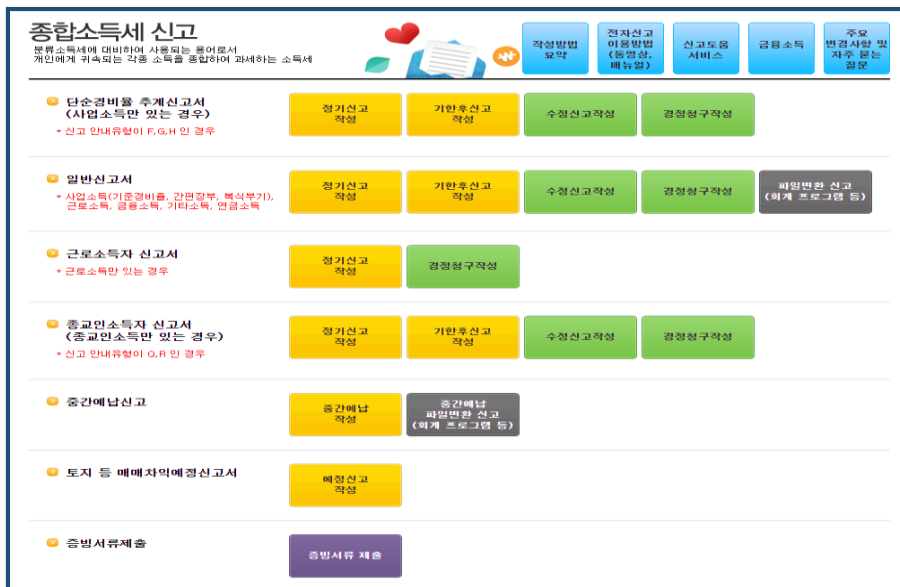 종합소득세 신고
분류소득세에 대비하여 사용되는 용어로서
개인에게 귀속되는 각종 소득을 종합하여 과세하는 소득세
작성방법
요약
전자신고
이용방법
(동영상,
매뉴얼)
신고도움
서비스
금융소득
주요
변경사항 및
자주 묻는
질문
단순경비율 추계신고서
(사업소득만 있는 경우)
* 신고 안내유형이 F,G,H 인 경우
정기신고
작성
기한후신고
작성
수정신고작성
경정청구작성
일반신고서
* 사업소득(기준경비율, 간편장부, 복식부기),
근로소득, 금융소득, 기타소득, 연금소득
정기신고
작성
기한후신고
작성
수정신고작성
경정청구작성
파일변환 신고
(회계 프로그램 등)
근로소득자 신고서
* 근로소득만 있는 경우
정기신고
작성
경정청구작성
종교인소득자 신고서
(종교인소득만 있는 경우)
* 신고 안내유형이 Q,R 인 경우
정기신고
작성
기한후신고
작성
수정신고작성
경정청구작성
중간예납신고
중간예납
작성
중간예납
파일변환 신고
(회계 프로그램 등)
토지 등 매매차익예정신고서
예정신고
작성
증빙서류제출
증빙서류 제출